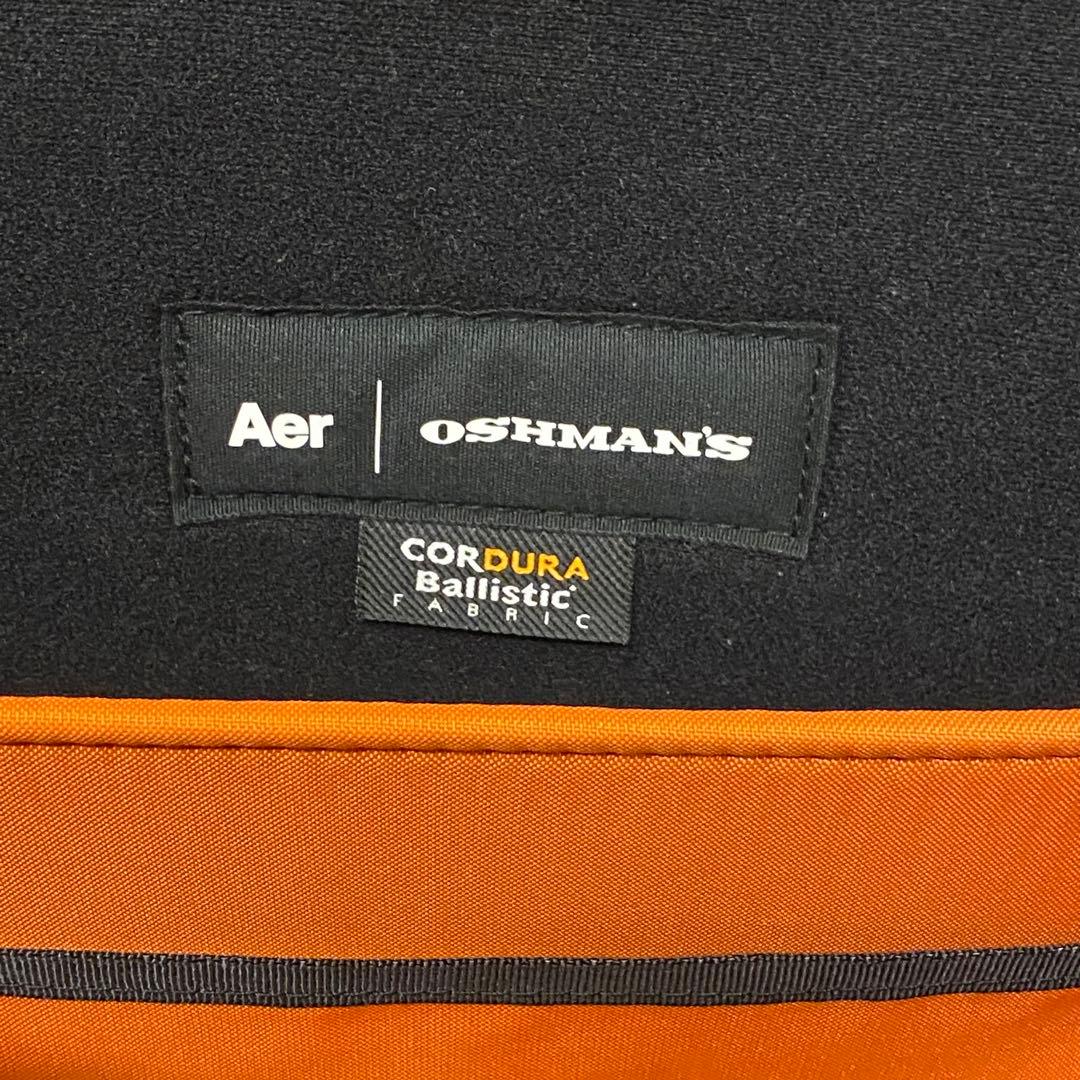 Aer | OSHMAN'S
CORDURA
Ballistic®
FABRIC